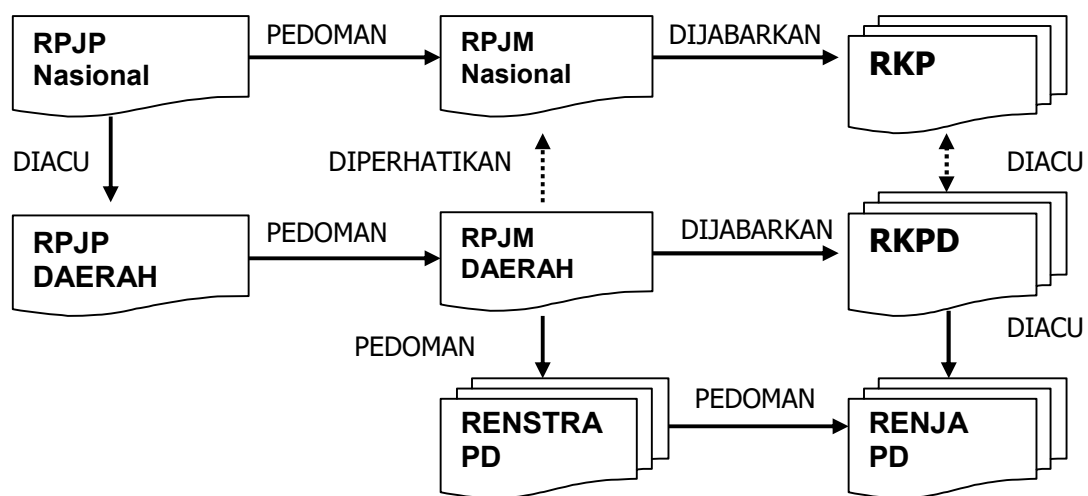 RPJP
Nasional
PEDOMAN
RPJM
Nasional
DIJABARKAN
RKP
DIACU
DIPERHATIKAN
DIACU
RPJP
DAERAH
PEDOMAN
RPJM
DAERAH
DIJABARKAN
RKPD
PEDOMAN
DIACU
RENSTRA
PD
PEDOMAN
RENJA
PD